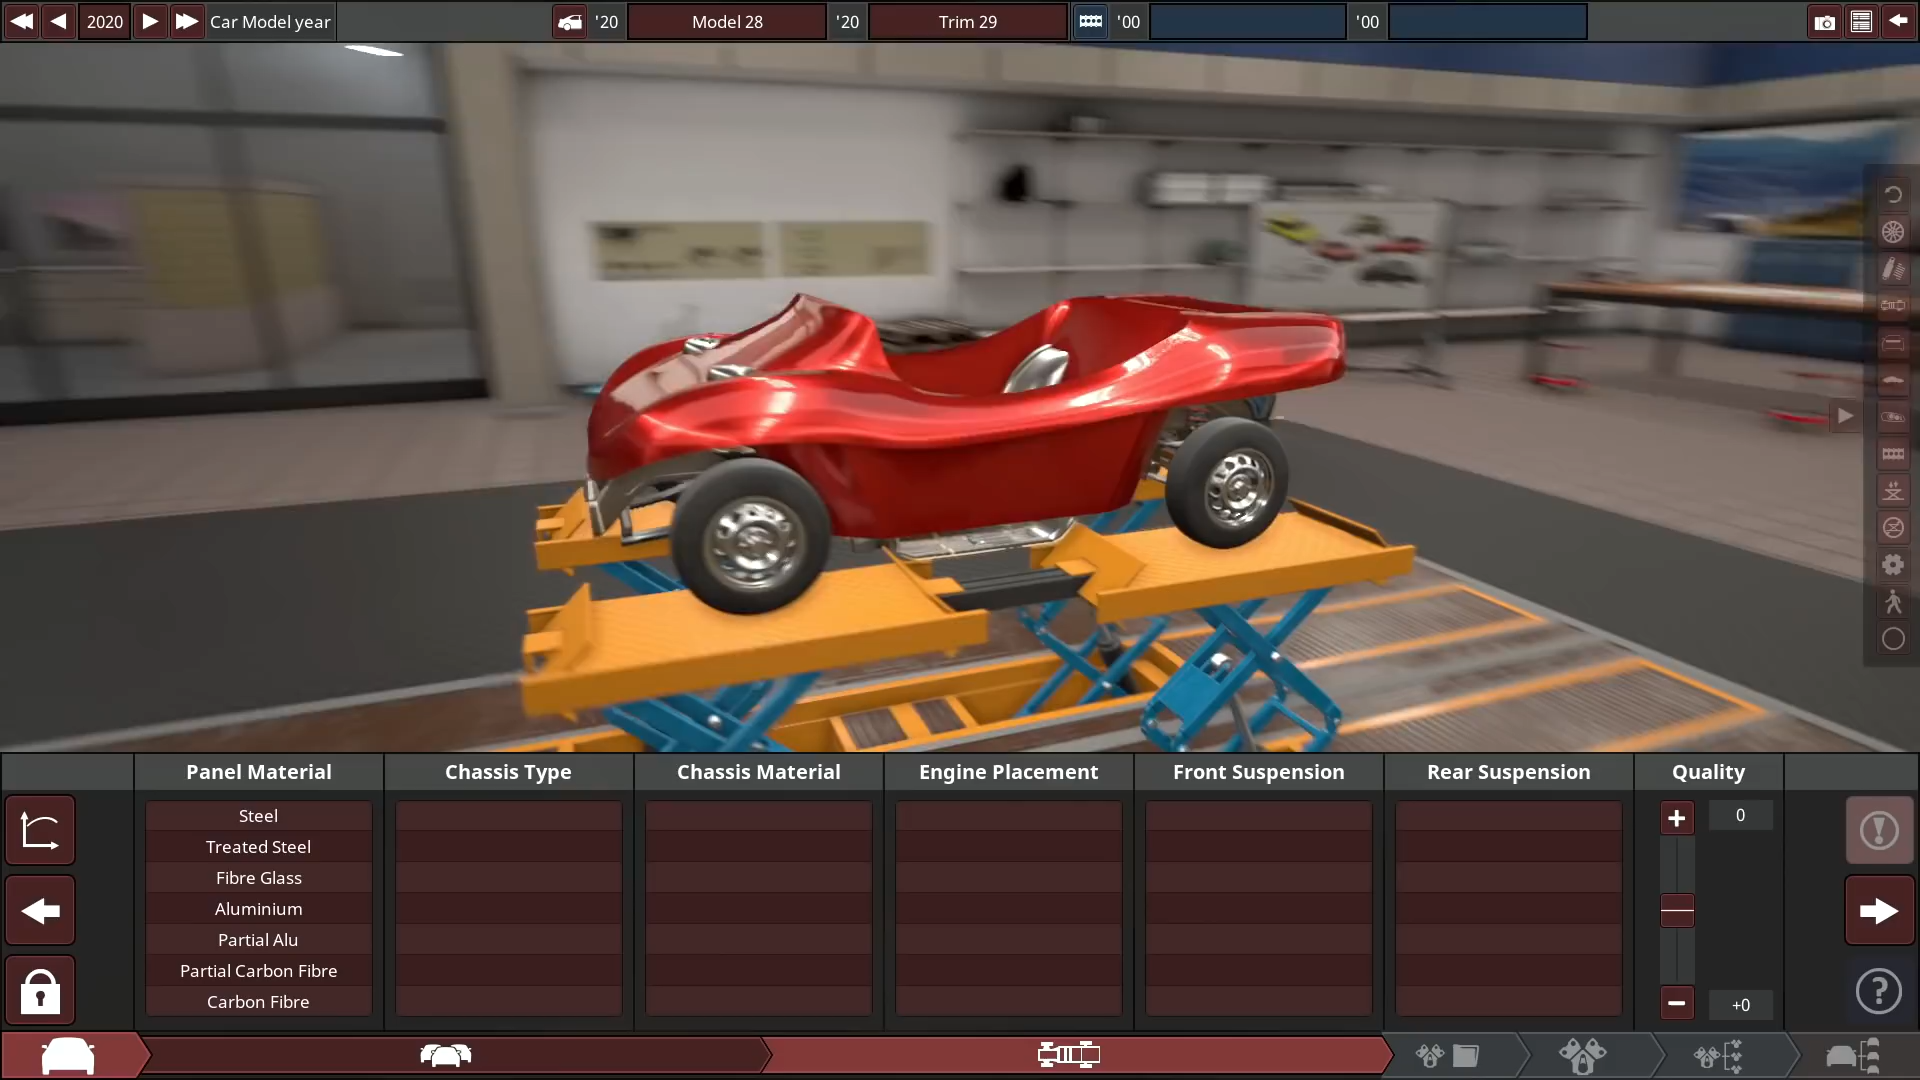 2020 Car Model year '20 Model 28 '20 Trim 29 '00 '00
Panel Material Chassis Type Chassis Material Engine Placement Front Suspension Rear Suspension Quality
Steel 0
Treated Steel
Fibre Glass
Aluminium
Partial Alu
Partial Carbon Fibre
Carbon Fibre +0